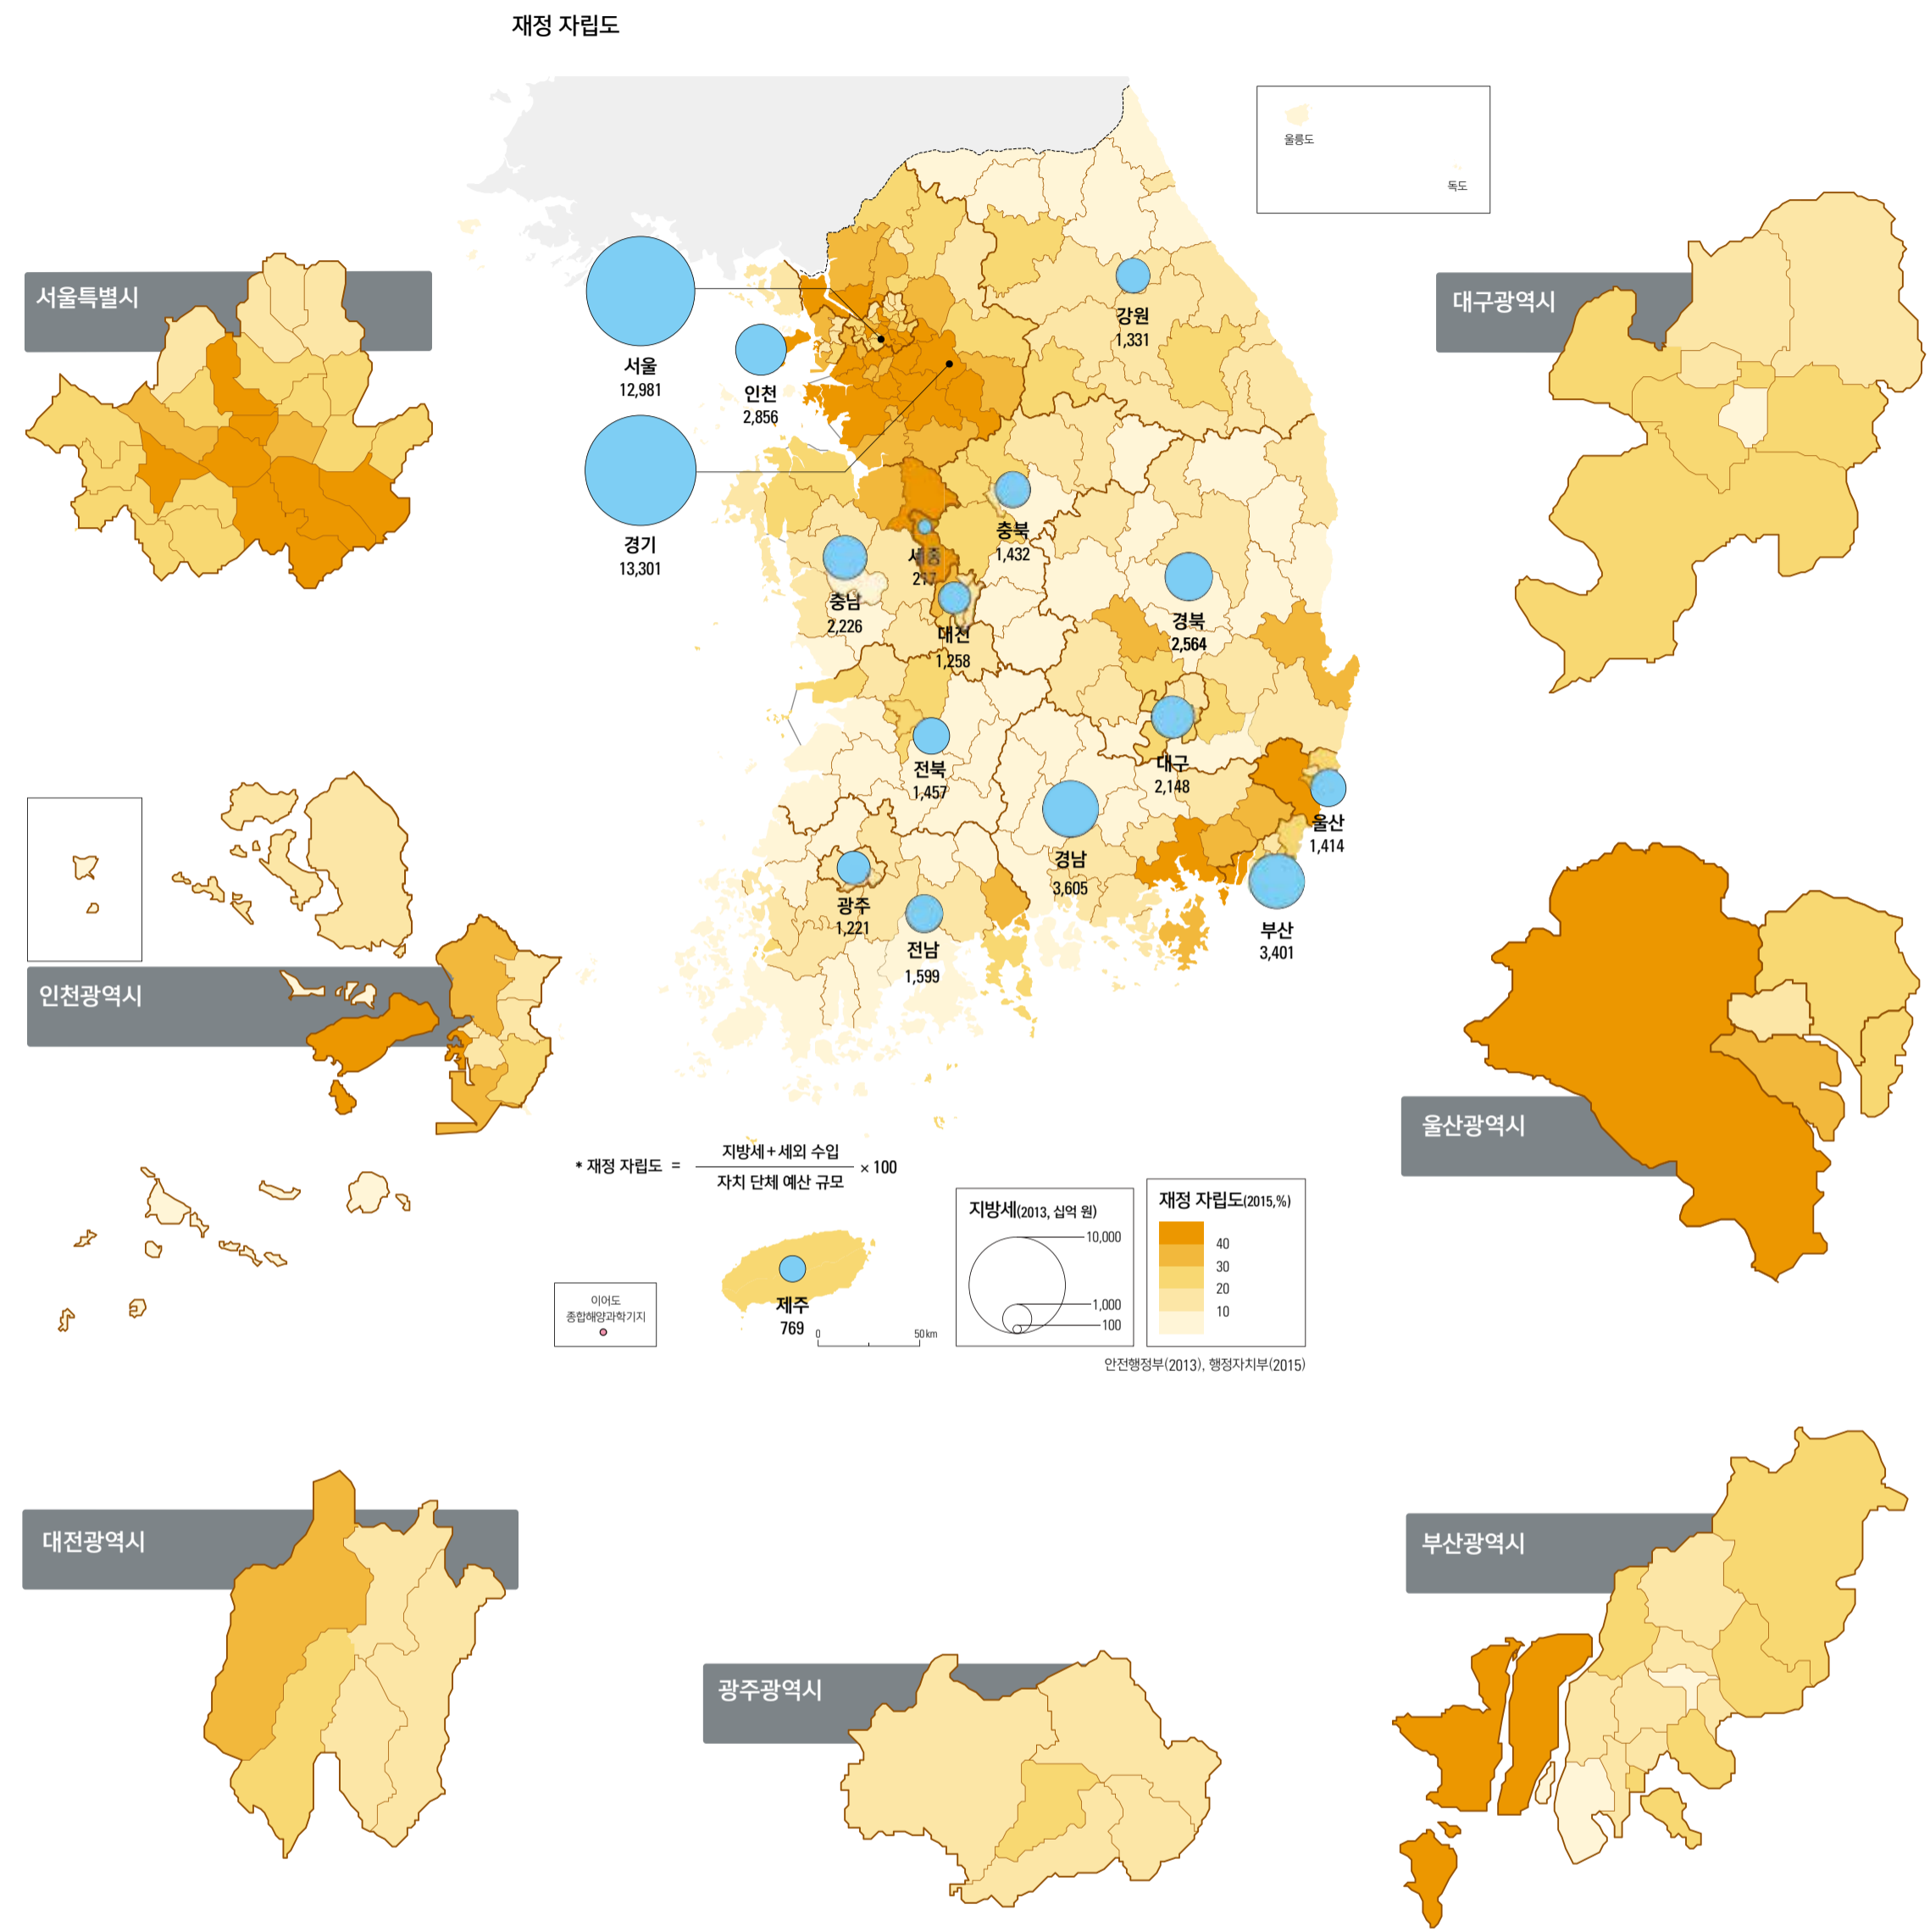 재정 자립도
울릉도
독도
서울특별시
대구광역시
서울
12,981
인천
2,856
강원
1,331
경기
13,301
충북
1,432
세종
217
충남
2,226
대전
1,258
경북
2,564
전북
1,457
대구
2,148
울산
1,414
경남
3,605
광주
1,221
전남
1,599
부산
3,401
인천광역시
울산광역시
* 재정 자립도 = 지방세+세외 수입 × 100
자치 단체 예산 규모
제주
769
이어도
종합해양과학기지
0 50 km
지방세(2013, 십억 원)
10,000
1,000
100
재정 자립도(2015,%)
40
30
20
10
안전행정부(2013), 행정자치부(2015)
대전광역시
부산광역시
광주광역시